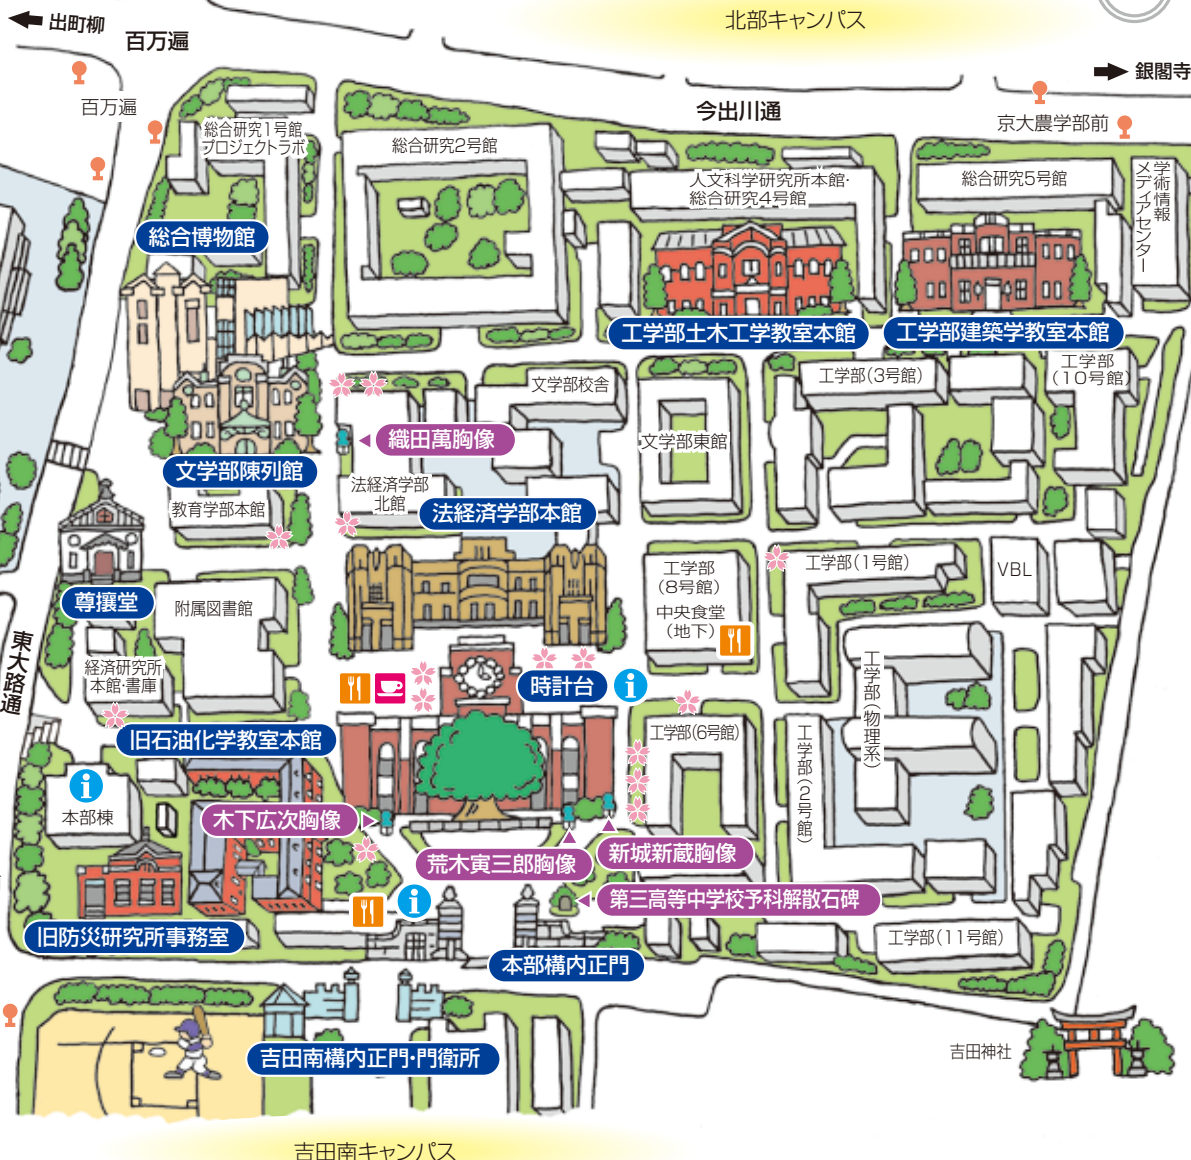 出町柳
百万遍
北部キャンパス
銀閣寺
百万遍
今出川通
京大農学部前
総合研究1号館
プロジェクトラボ
総合研究2号館
人文科学研究所本館・
総合研究4号館
総合研究5号館
学術情報
メディアセンター
総合博物館
工学部土木工学教室本館
工学部建築学教室本館
文学部校舎
工学部(3号館)
工学部
(10号館)
織田萬胸像
文学部東館
文学部陳列館
教育学部本館
法経済学部
北館
法経済学部本館
工学部
(8号館)
中央食堂
(地下)
工学部(1号館)
VBL
尊攘堂
附属図書館
東大路通
経済研究所
本館・書庫
時計台
i
工学部(物理系)
旧石油化学教室本館
工学部(6号館)
工学部(2号館)
i
本部棟
木下広次胸像
荒木寅三郎胸像
新城新蔵胸像
i
第三高等中学校予科解散石碑
旧防災研究所事務室
本部構内正門
工学部(11号館)
吉田南構内正門・門衛所
吉田神社
吉田南キャンパス